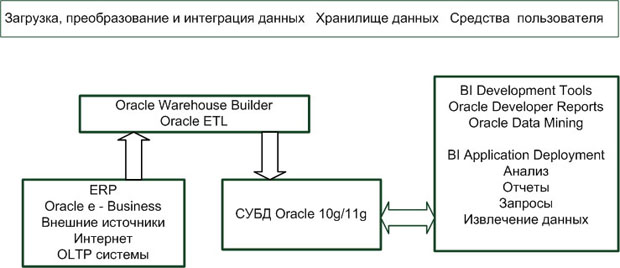 Загрузка, преобразование и интеграция данных Хранилище данных Средства пользователя
Oracle Warehouse Builder
Oracle ETL
ERP
Oracle e - Business
Внешние источники
Интернет
OLTP системы
СУБД Oracle 10g/11g
BI Development Tools
Oracle Developer Reports
Oracle Data Mining
BI Application Deployment
Анализ
Отчеты
Запросы
Извлечение данных